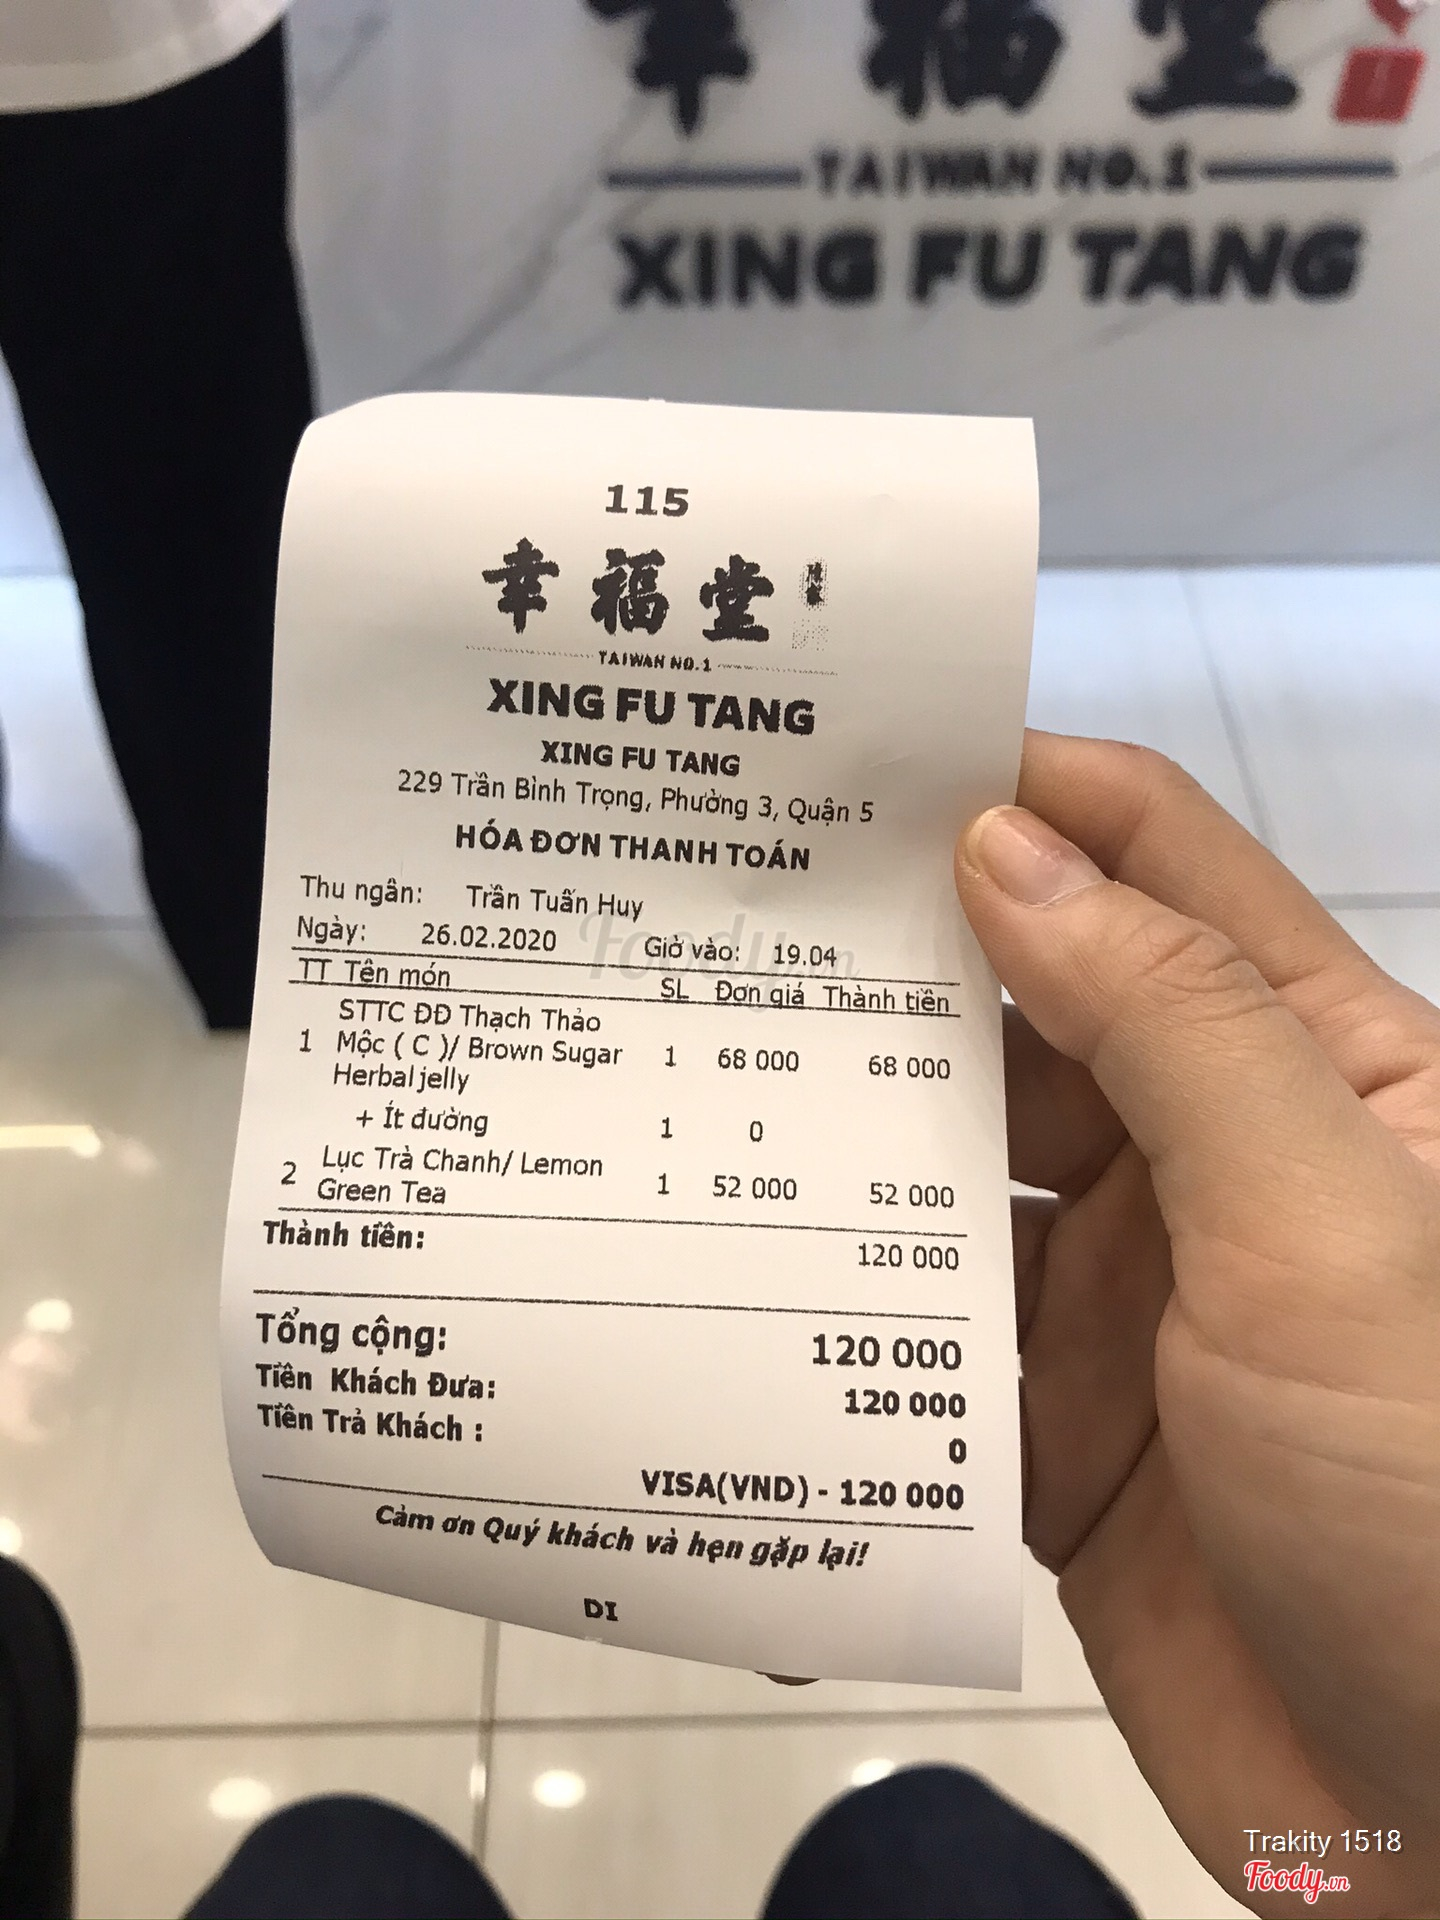 幸福堂
TAIWAN NO.1
XING FU TANG
115
幸福堂
TAIWAN NO.1
XING FU TANG
XING FU TANG
229 Trần Bình Trọng, Phường 3, Quận 5
HÓA ĐƠN THANH TOÁN
Thu ngân: Trần Tuấn Huy
Ngày: 26.02.2020 Giờ vào: 19.04
TT Tên món SL Đơn giá Thành tiền
STTC ĐĐ Thạch Thảo
1 Mộc ( C )/ Brown Sugar 1 68 000 68 000
Herbal jelly
+ Ít đường 1 0
2 Lục Trà Chanh/ Lemon 1 52 000 52 000
Green Tea
Thành tiền: 120 000
Tổng cộng: 120 000
Tiền Khách Đưa: 120 000
Tiền Trả Khách : 0
VISA(VND) - 120 000
Cảm ơn Quý khách và hẹn gặp lại!
DI
Foody.vn
Trakity 1518
Foody.vn